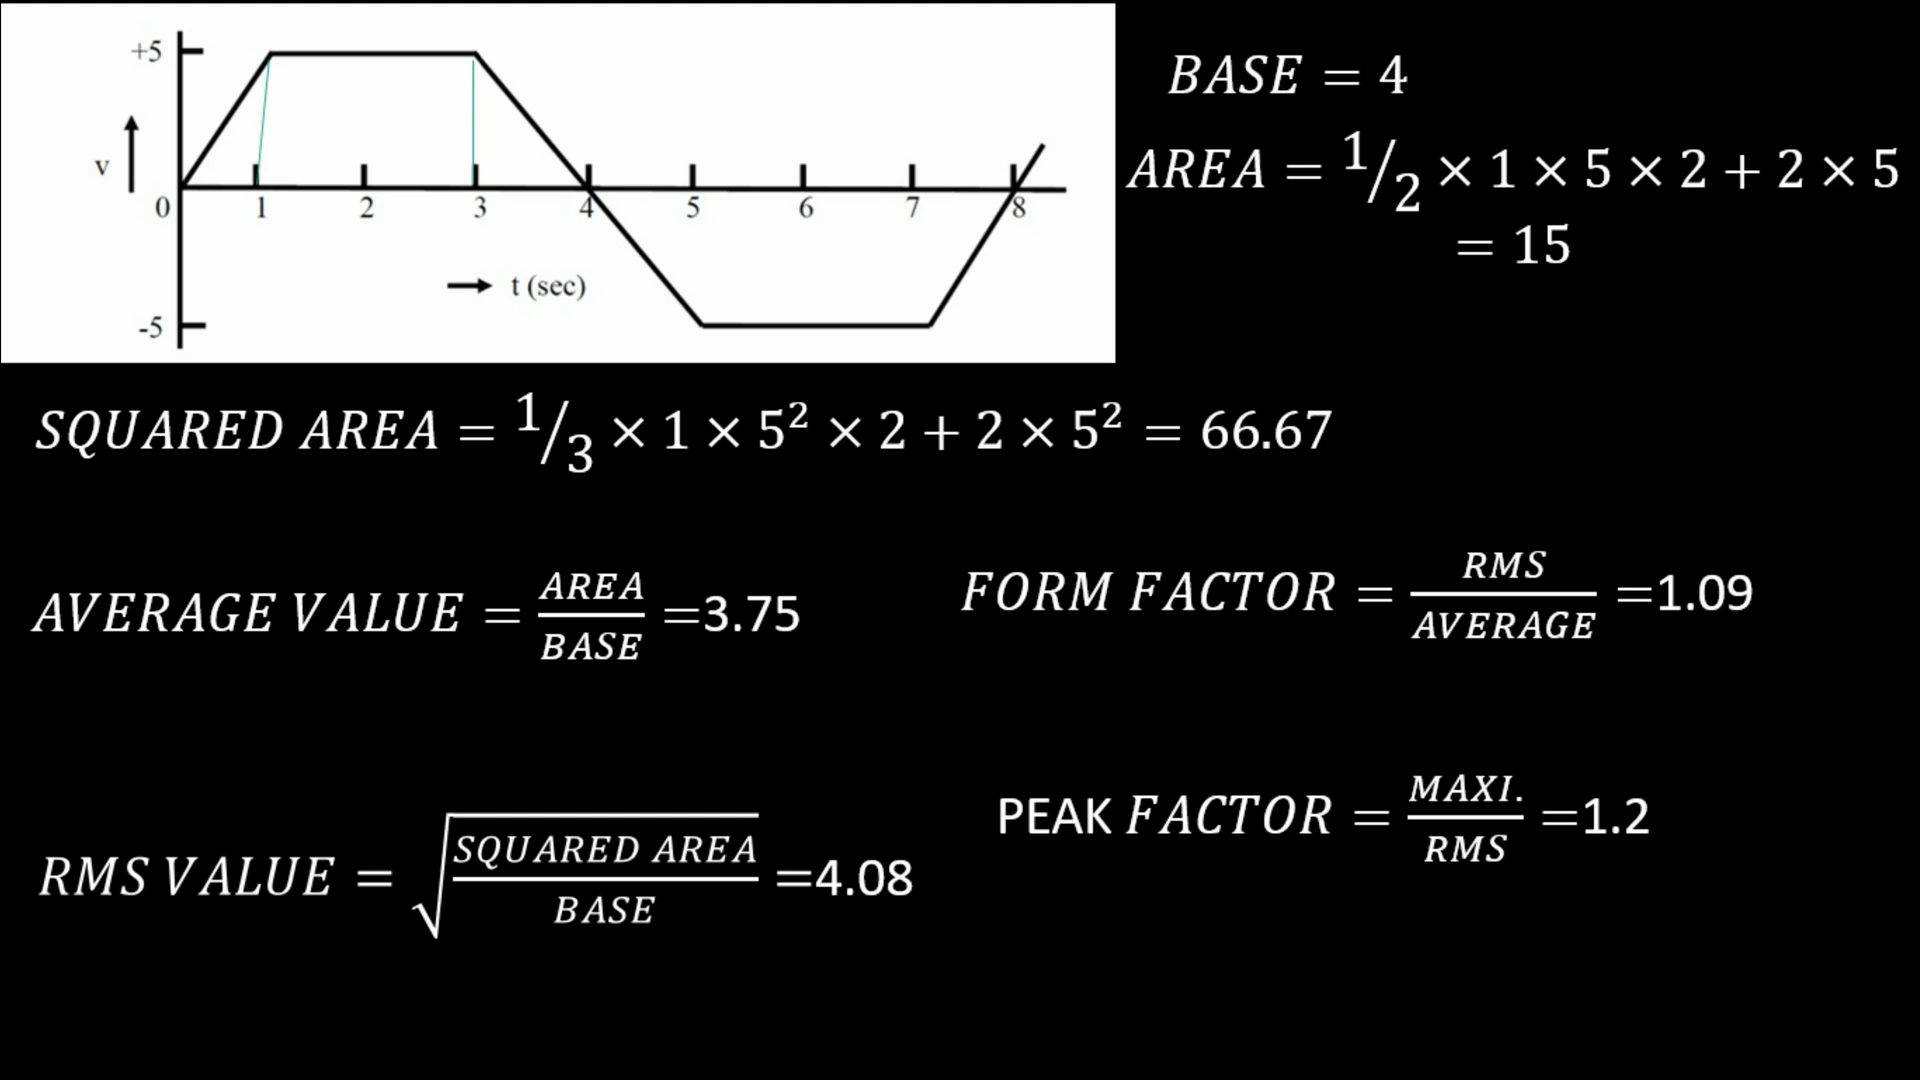 +5
v
0 1 2 3 4 5 6 7 8
t (sec)
-5
BASE = 4
AREA = 1/2 × 1 × 5 × 2 + 2 × 5
= 15
SQUARED AREA = 1/3 × 1 × 5² × 2 + 2 × 5² = 66.67
AVERAGE VALUE = AREA/BASE =3.75
FORM FACTOR = RMS/AVERAGE =1.09
RMS VALUE = √(SQUARED AREA/BASE) =4.08
PEAK FACTOR = MAXI./RMS =1.2